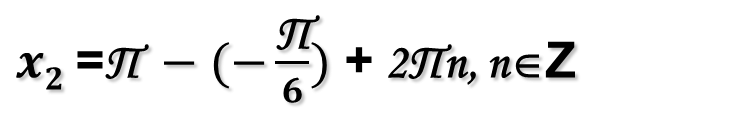 x₂ = π − (−π/6) + 2πn, n∈Z